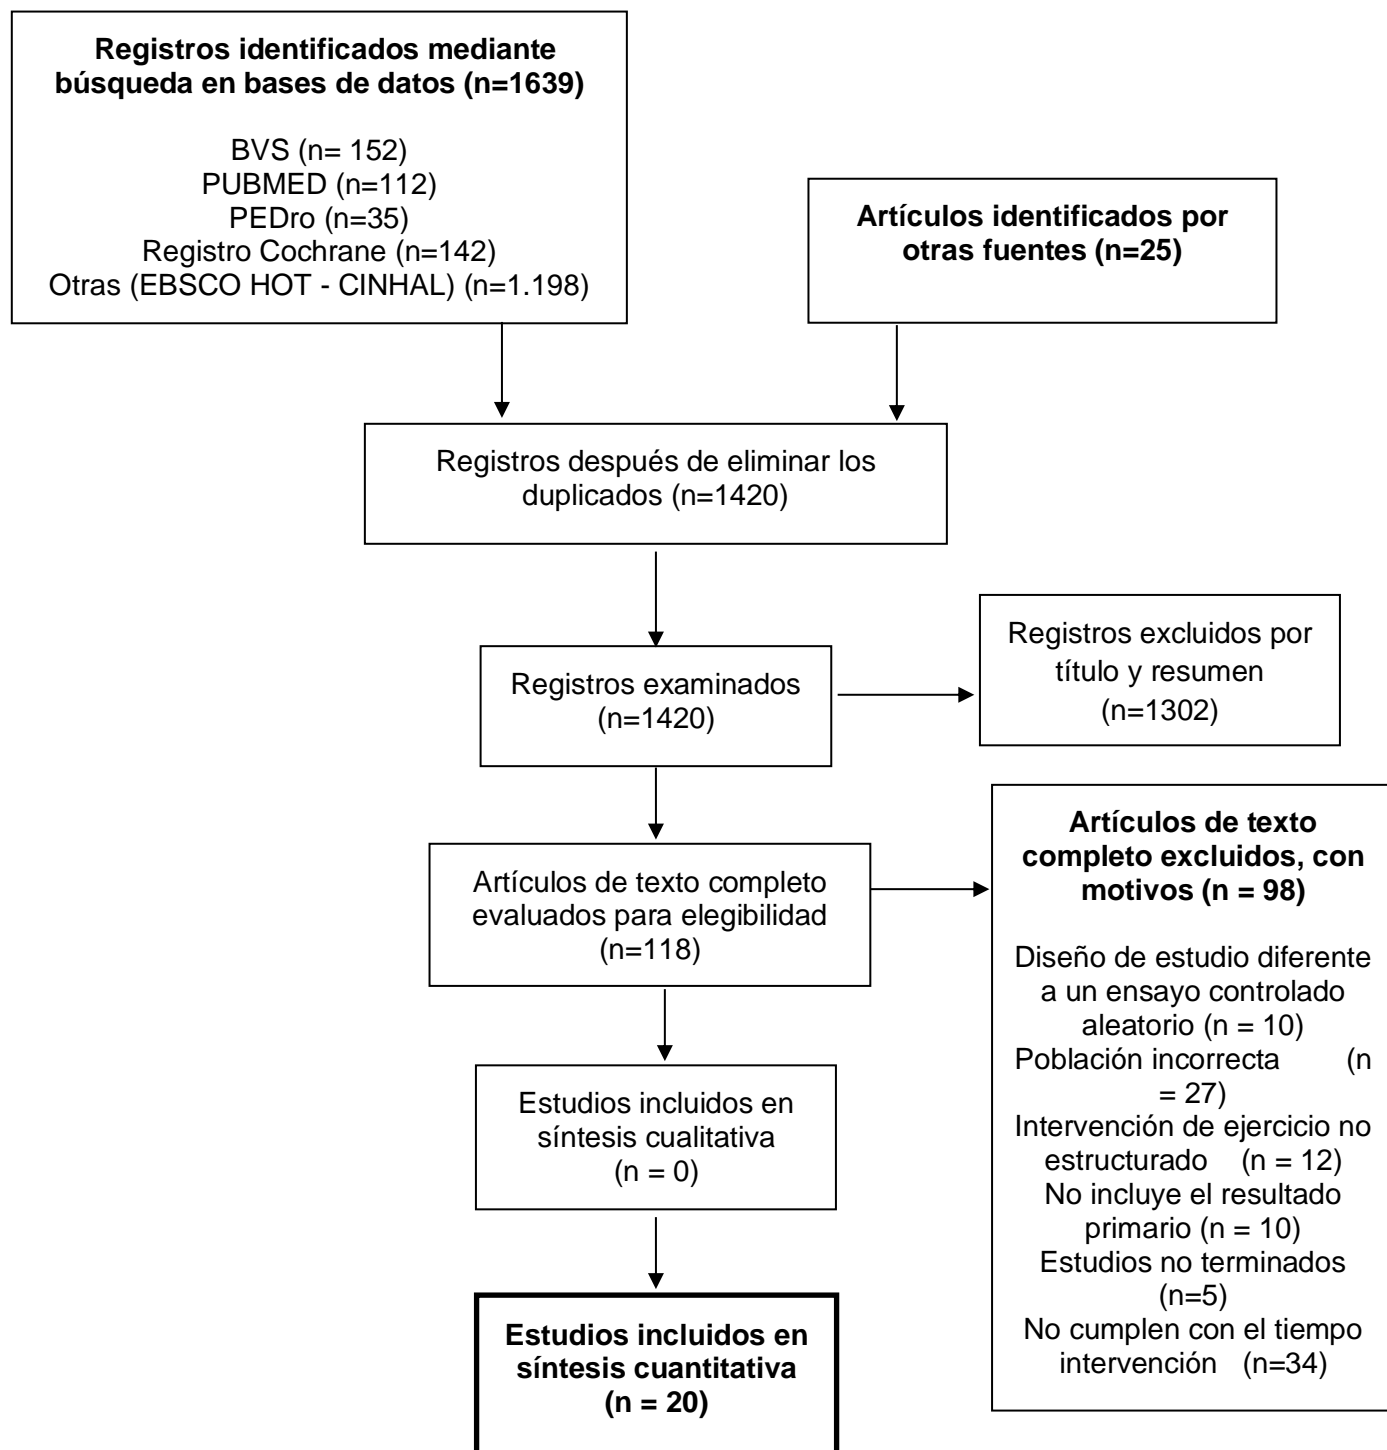 Registros identificados mediante
búsqueda en bases de datos (n=1639)
BVS (n= 152)
PUBMED (n=112)
PEDro (n=35)
Registro Cochrane (n=142)
Otras (EBSCO HOT - CINHAL) (n=1.198)
Artículos identificados por
otras fuentes (n=25)
Registros después de eliminar los
duplicados (n=1420)
Registros examinados
(n=1420)
Registros excluidos por
título y resumen
(n=1302)
Artículos de texto completo
evaluados para elegibilidad
(n=118)
Artículos de texto
completo excluidos, con
motivos (n = 98)
Diseño de estudio diferente
a un ensayo controlado
aleatorio (n = 10)
Población incorrecta (n
= 27)
Intervención de ejercicio no
estructurado (n = 12)
No incluye el resultado
primario (n = 10)
Estudios no terminados
(n=5)
No cumplen con el tiempo
intervención (n=34)
Estudios incluidos en
síntesis cualitativa
(n = 0)
Estudios incluidos en
síntesis cuantitativa
(n = 20)